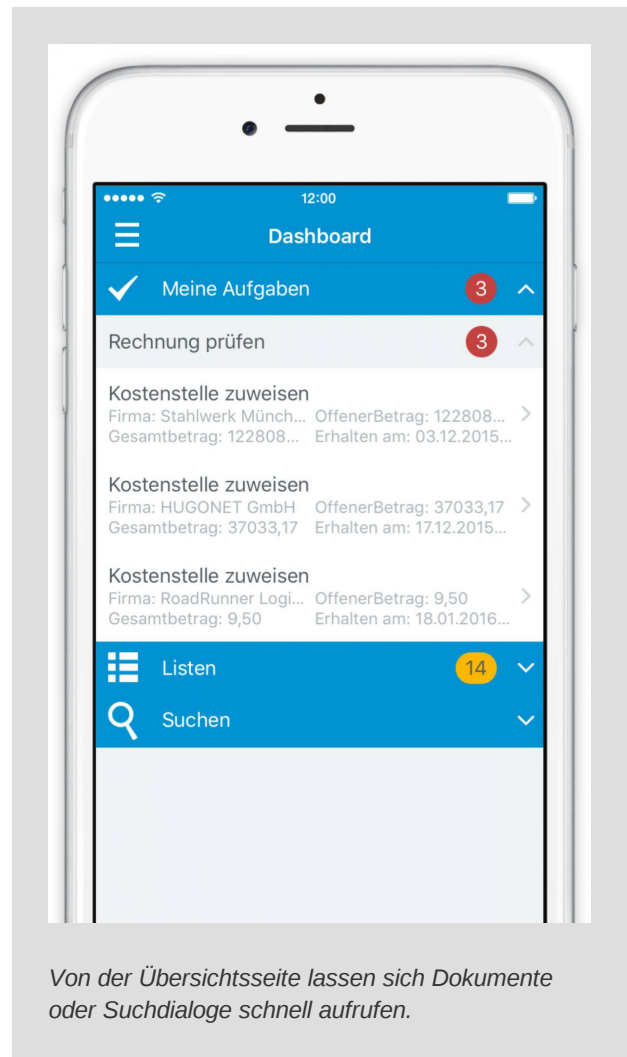 12:00
Dashboard
Meine Aufgaben 3
Rechnung prüfen 3
Kostenstelle zuweisen
Firma: Stahlwerk Münch... OffenerBetrag: 122808...
Gesamtbetrag: 122808... Erhalten am: 03.12.2015...
Kostenstelle zuweisen
Firma: HUGONET GmbH OffenerBetrag: 37033,17
Gesamtbetrag: 37033,17 Erhalten am: 17.12.2015...
Kostenstelle zuweisen
Firma: RoadRunner Logi... OffenerBetrag: 9,50
Gesamtbetrag: 9,50 Erhalten am: 18.01.2016...
Listen 14
Suchen
Von der Übersichtsseite lassen sich Dokumente
oder Suchdialoge schnell aufrufen.